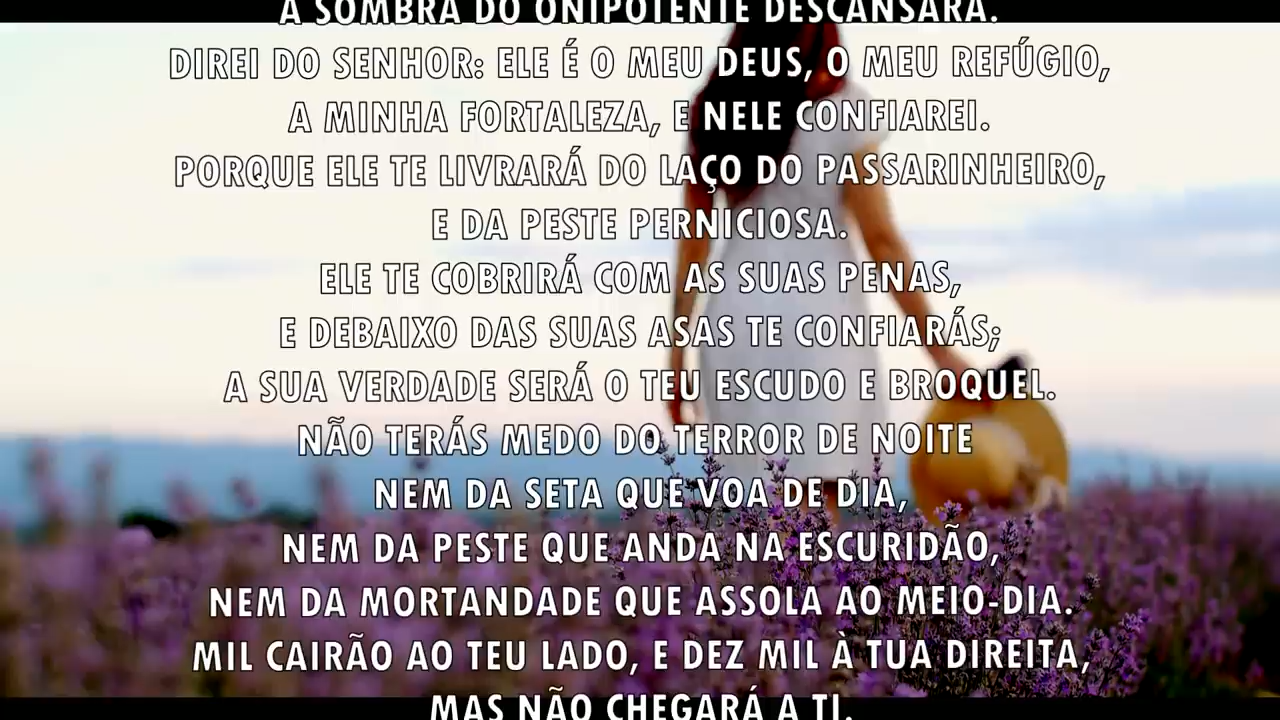 À SOMBRA DO ONIPOTENTE DESCANSARÁ.
DIREI DO SENHOR: ELE É O MEU DEUS, O MEU REFÚGIO,
A MINHA FORTALEZA, E NELE CONFIAREI.
PORQUE ELE TE LIVRARÁ DO LAÇO DO PASSARINHEIRO,
E DA PESTE PERNICIOSA.
ELE TE COBRIRÁ COM AS SUAS PENAS,
E DEBAIXO DAS SUAS ASAS TE CONFIARÁS;
A SUA VERDADE SERÁ O TEU ESCUDO E BROQUEL.
NÃO TERÁS MEDO DO TERROR DE NOITE
NEM DA SETA QUE VOA DE DIA,
NEM DA PESTE QUE ANDA NA ESCURIDÃO,
NEM DA MORTANDADE QUE ASSOLA AO MEIO-DIA.
MIL CAIRÃO AO TEU LADO, E DEZ MIL À TUA DIREITA,
MAS NÃO CHEGARÁ A TI.